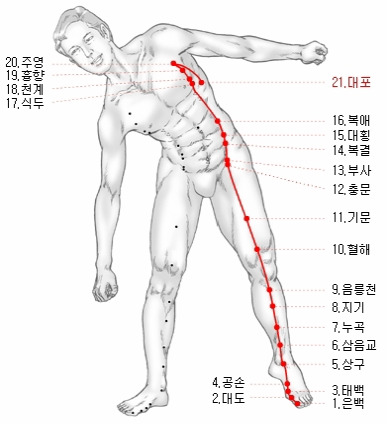 20.주영
19.흉향
18.천계
17.식두
21.대포
16.복애
15.대횡
14.복결
13.부사
12.충문
11.기문
10.혈해
9.음릉천
8.지기
7.누곡
6.삼음교
5.상구
4.공손
3.태백
2.대도
1.은백